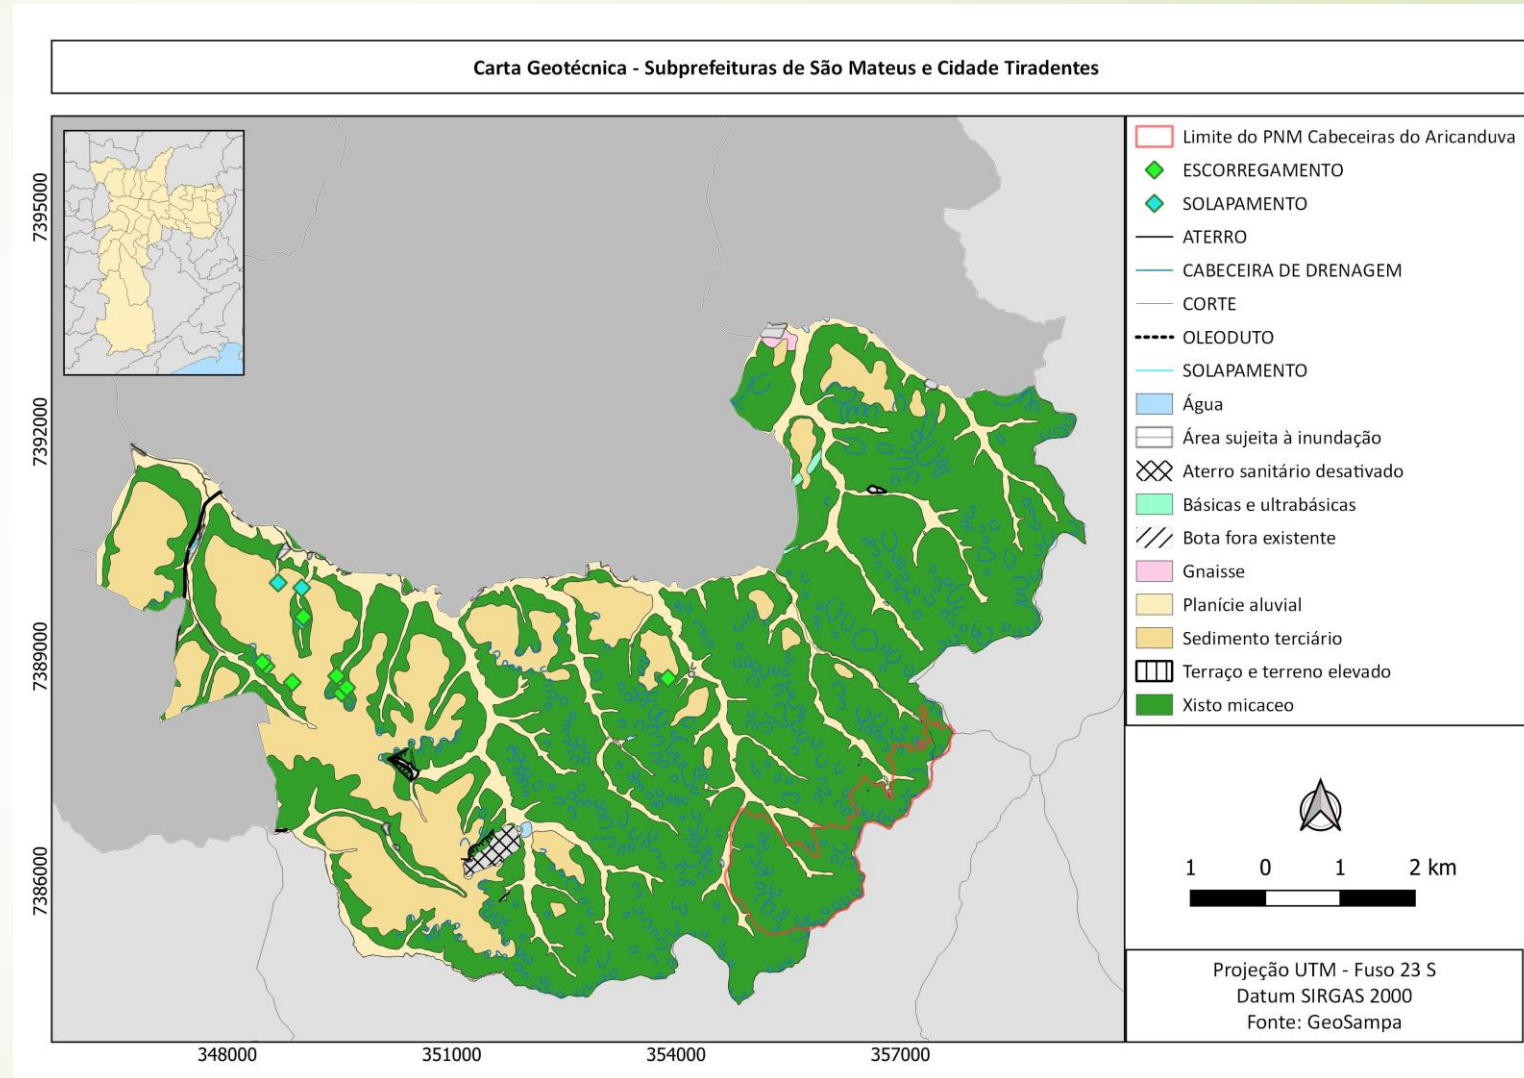 Carta Geotécnica - Subprefeituras de São Mateus e Cidade Tiradentes
7395000
7392000
7389000
7386000
348000
351000
354000
357000
Limite do PNM Cabeceiras do Aricanduva
ESCORREGAMENTO
SOLAPAMENTO
ATERRO
CABECEIRA DE DRENAGEM
CORTE
OLEODUTO
SOLAPAMENTO
Água
Área sujeita à inundação
Aterro sanitário desativado
Básicas e ultrabásicas
Bota fora existente
Gnaisse
Planície aluvial
Sedimento terciário
Terraço e terreno elevado
Xisto micaceo
1 0 1 2 km
Projeção UTM - Fuso 23 S
Datum SIRGAS 2000
Fonte: GeoSampa